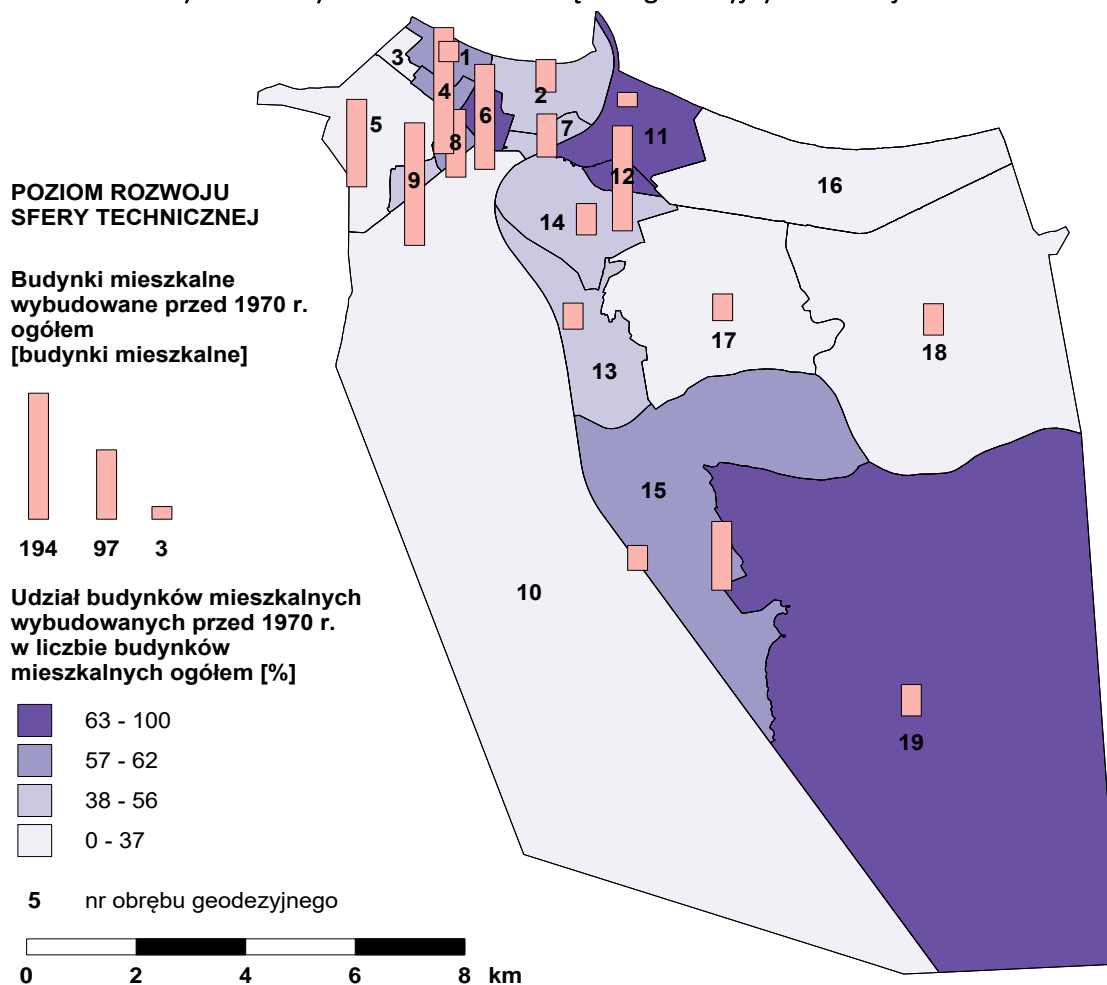 POZIOM ROZWOJU
SFERY TECHNICZNEJ
Budynki mieszkalne
wybudowane przed 1970 r.
ogółem
[budynki mieszkalne]
194 97 3
Udział budynków mieszkalnych
wybudowanych przed 1970 r.
w liczbie budynków
mieszkalnych ogółem [%]
63 - 100
57 - 62
38 - 56
0 - 37
5 nr obrębu geodezyjnego
0 2 4 6 8 km
3
1
4
2
6
5
7
8
11
9
12
16
14
17
18
13
15
10
19